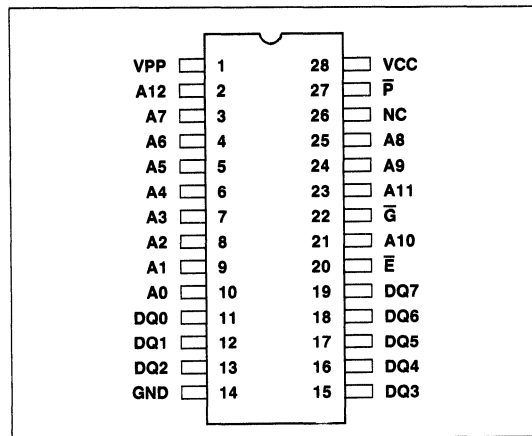 VPP 1 28 VCC
A12 2 27 P̅
A7 3 26 NC
A6 4 25 A8
A5 5 24 A9
A4 6 23 A11
A3 7 22 G̅
A2 8 21 A10
A1 9 20 E̅
A0 10 19 DQ7
DQ0 11 18 DQ6
DQ1 12 17 DQ5
DQ2 13 16 DQ4
GND 14 15 DQ3